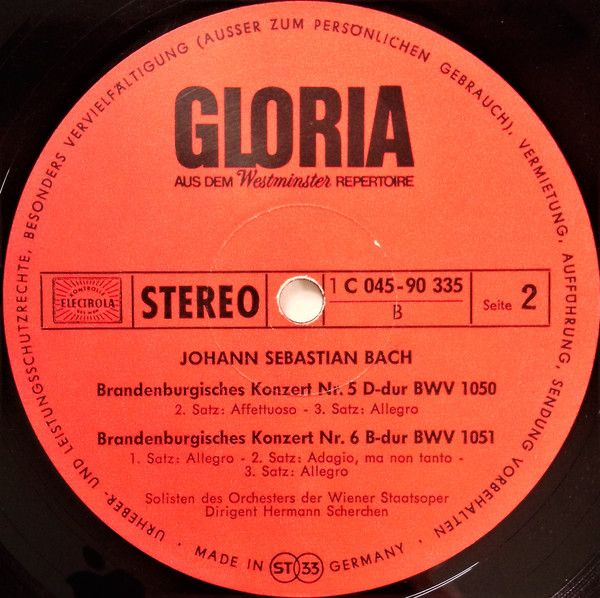 URHEBER- UND LEISTUNGSSCHUTZRECHTE, BESONDERS VERVIELFÄLTIGUNG (AUSSER ZUM PERSÖNLICHEN GEBRAUCH), VERMIETUNG, AUFFÜHRUNG, SENDUNG VORBEHALTEN
GLORIA
AUS DEM Westminster REPERTOIRE
ELECTROLA
STEREO
1 C 045-90 335
B
Seite 2
JOHANN SEBASTIAN BACH
Brandenburgisches Konzert Nr. 5 D-dur BWV 1050
2. Satz: Affettuoso - 3. Satz: Allegro
Brandenburgisches Konzert Nr. 6 B-dur BWV 1051
1. Satz: Allegro - 2. Satz: Adagio, ma non tanto -
3. Satz: Allegro
Solisten des Orchesters der Wiener Staatsoper
Dirigent Hermann Scherchen
· MADE IN ST 33 GERMANY ·